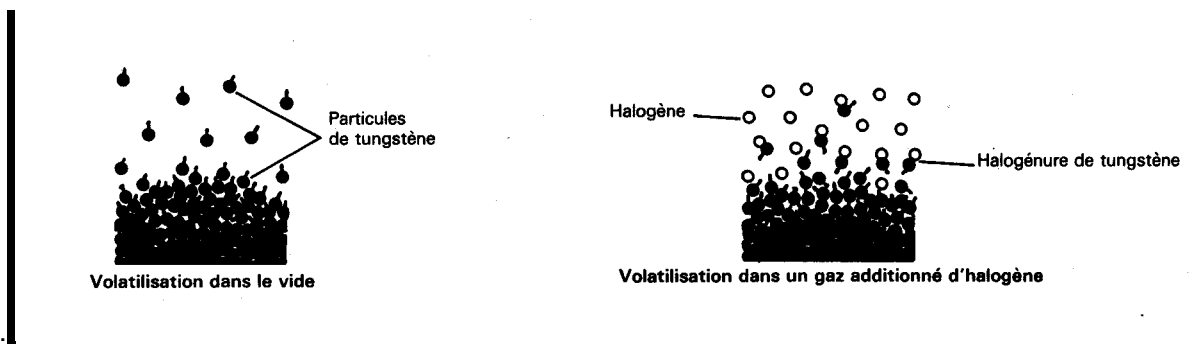 Particules
de tungstène
Volatilisation dans le vide
Halogène
Halogénure de tungstène
Volatilisation dans un gaz additionné d'halogène